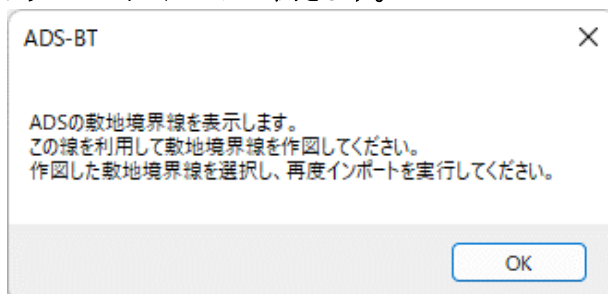 ADS-BT
ADSの敷地境界線を表示します。
この線を利用して敷地境界線を作図してください。
作図した敷地境界線を選択し、再度インポートを実行してください。
OK